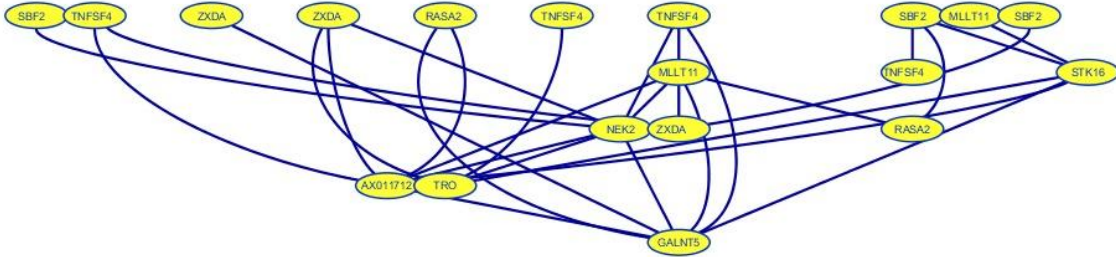 SBF2 TNFSF4 ZXDA ZXDA RASA2 TNFSF4 TNFSF4 SBF2 MLLT11 SBF2
MLLT11 TNFSF4 STK16
NEK2 ZXDA RASA2
AX011712 TRO
GALNT5